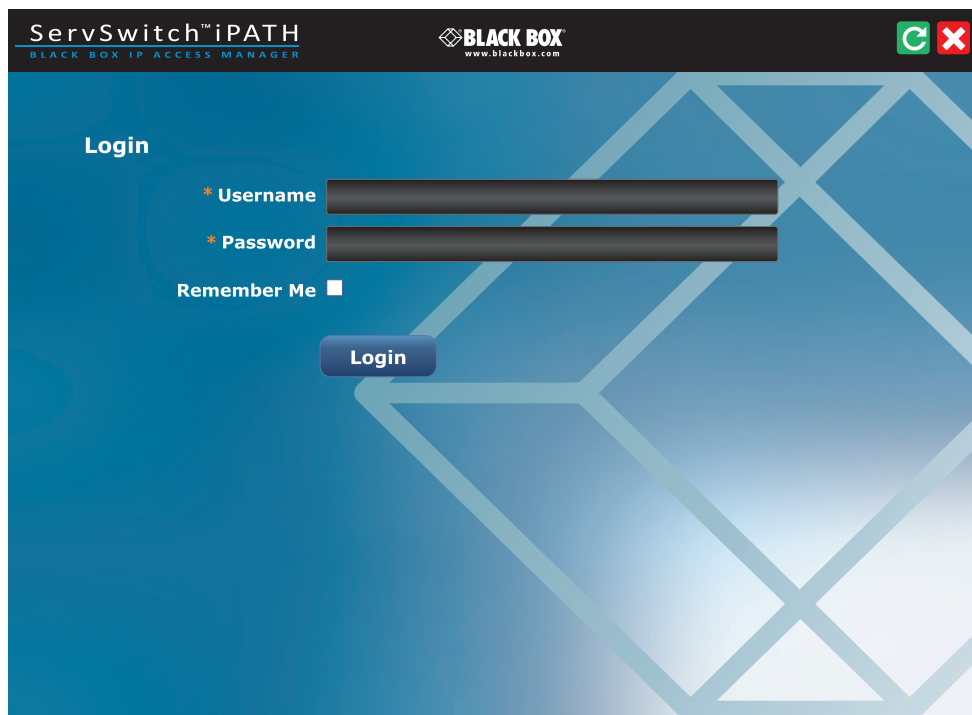 ServSwitch™iPATH
BLACK BOX IP ACCESS MANAGER
BLACK BOX®
www.blackbox.com
Login
* Username
* Password
Remember Me
Login